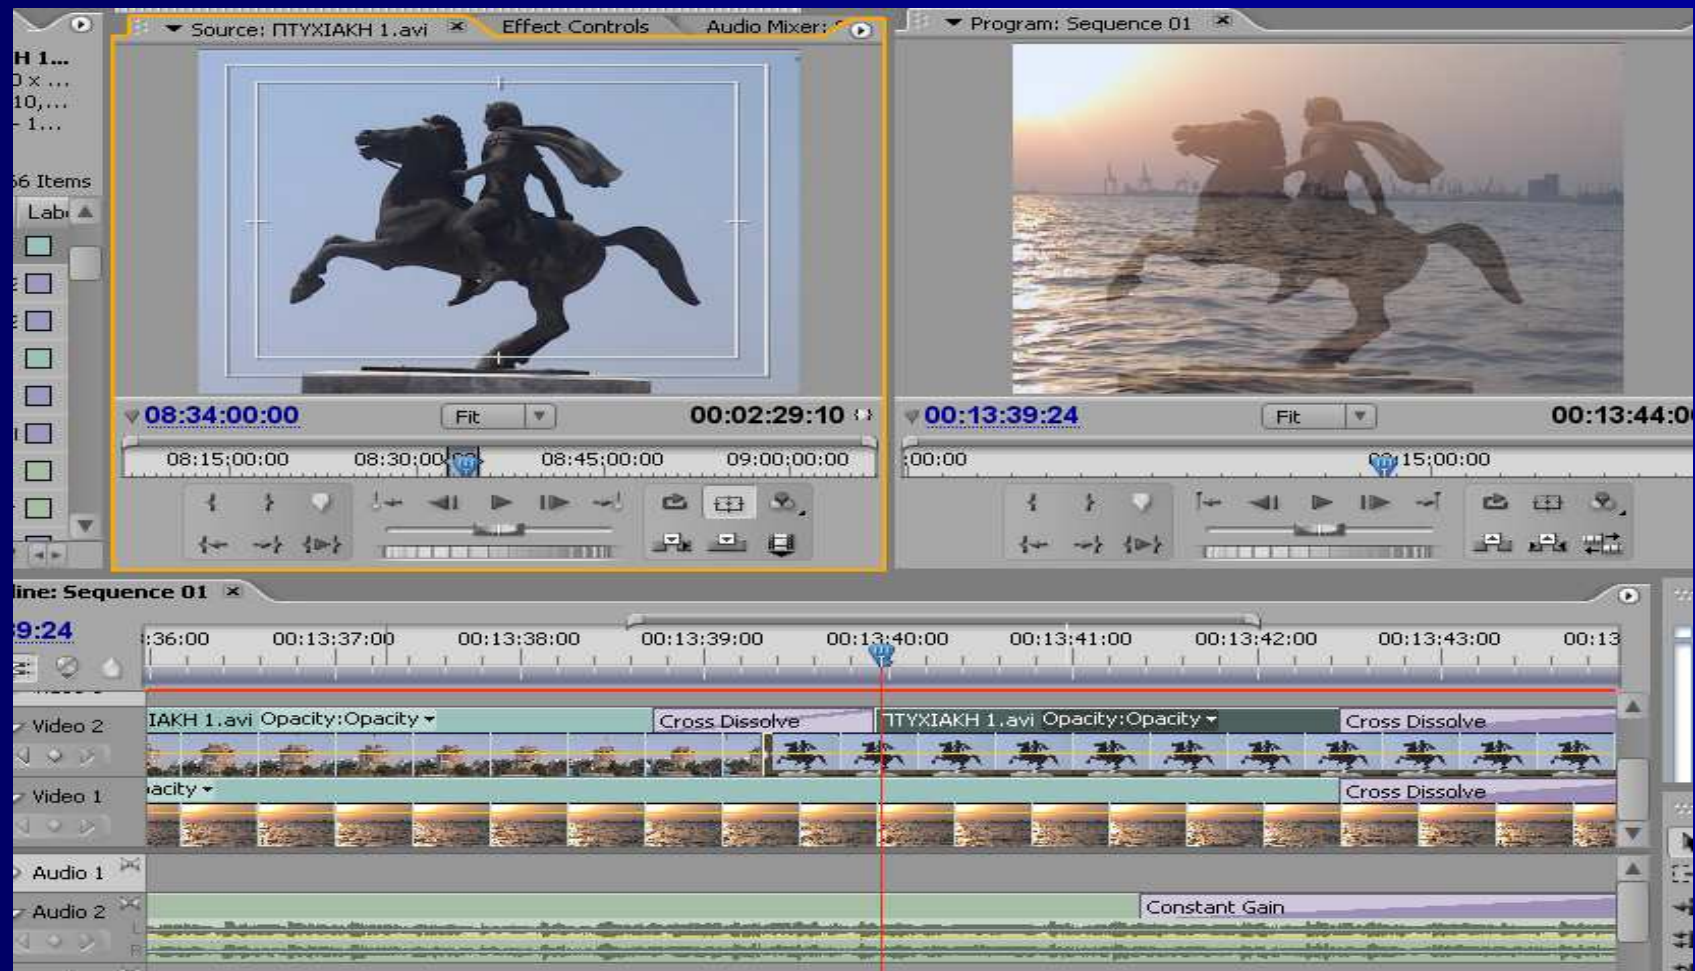 Source: ΠΤΥΧΙΑΚΗ 1.avi
Effect Controls
Audio Mixer:
Program: Sequence 01
H 1...
0 x ...
10,...
- 1...
66 Items
Lab
08:34:00:00
Fit
00:02:29:10
08:15;00:00
08:30;00
08:45;00:00
09:00;00:00
00:13:39:24
Fit
00:13:44:0
;00:00
15;00:00
line: Sequence 01
9:24
:36:00
00:13:37:00
00:13:38:00
00:13:39:00
00:13:40:00
00:13:41:00
00:13:42:00
00:13:43:00
00:13
Video 2
ΙΑΚΗ 1.avi Opacity:Opacity
Cross Dissolve
ΠΤΥΧΙΑΚΗ 1.avi Opacity:Opacity
Cross Dissolve
Video 1
acity
Cross Dissolve
Audio 1
Audio 2
Constant Gain
L
R